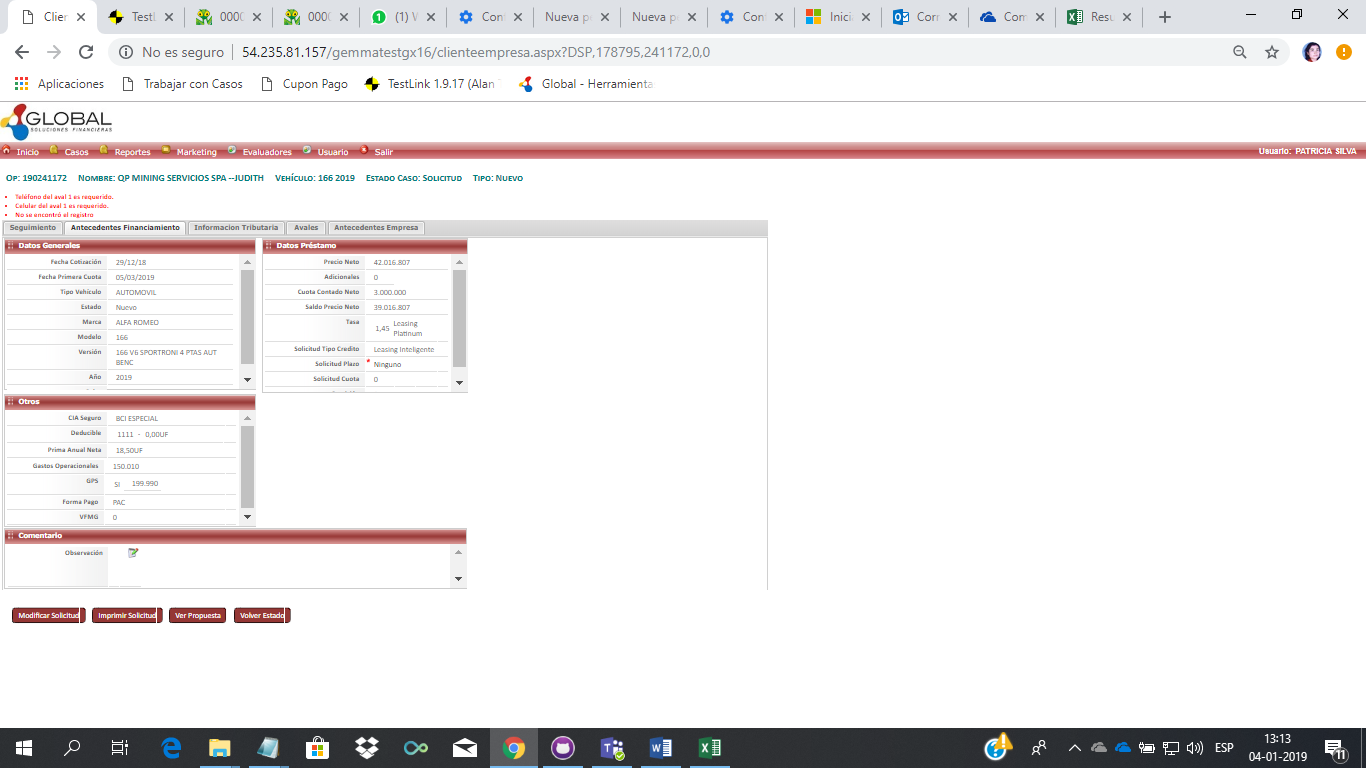 Clien
TestL
0000
0000
(1) W
Cont
Nueva pe
Nueva pe
Cont
Inici
Corr
Com
Resu
No es seguro | 54.235.81.157/gemmatestgx16/clienteempresa.aspx?DSP,178795,241172,0,0
Aplicaciones Trabajar con Casos Cupon Pago TestLink 1.9.17 (Alan Global - Herramienta
GLOBAL
SOLUCIONES FINANCIERAS
Inicio Casos Reportes Marketing Evaluadores Usuario Salir Usuario: PATRICIA SILVA
Op: 190241172 Nombre: QP MINING SERVICIOS SPA --JUDITH Vehículo: 166 2019 Estado Caso: Solicitud Tipo: Nuevo
Teléfono del aval 1 es requerido.
Celular del aval 1 es requerido.
No se encontró el registro
Seguimiento Antecedentes Financiamiento Informacion Tributaria Avales Antecedentes Empresa
Datos Generales
Fecha Cotización 29/12/18
Fecha Primera Cuota 05/03/2019
Tipo Vehículo AUTOMOVIL
Estado Nuevo
Marca ALFA ROMEO
Modelo 166
Versión 166 V6 SPORTRONI 4 PTAS AUT
BENC
Año 2019
Datos Préstamo
Precio Neto 42.016.807
Adicionales 0
Cuota Contado Neto 3.000.000
Saldo Precio Neto 39.016.807
Tasa 1,45 Leasing
Platinum
Solicitud Tipo Credito Leasing Inteligente
Solicitud Plazo * Ninguno
Solicitud Cuota 0
Otros
CIA Seguro BCI ESPECIAL
Deducible 1111 - 0,00UF
Prima Anual Neta 18,50UF
Gastos Operacionales 150.010
GPS SI 199.990
Forma Pago PAC
VFMG 0
Comentario
Observación
Modificar Solicitud Imprimir Solicitud Ver Propuesta Volver Estado
ESP
13:13
04-01-2019
11